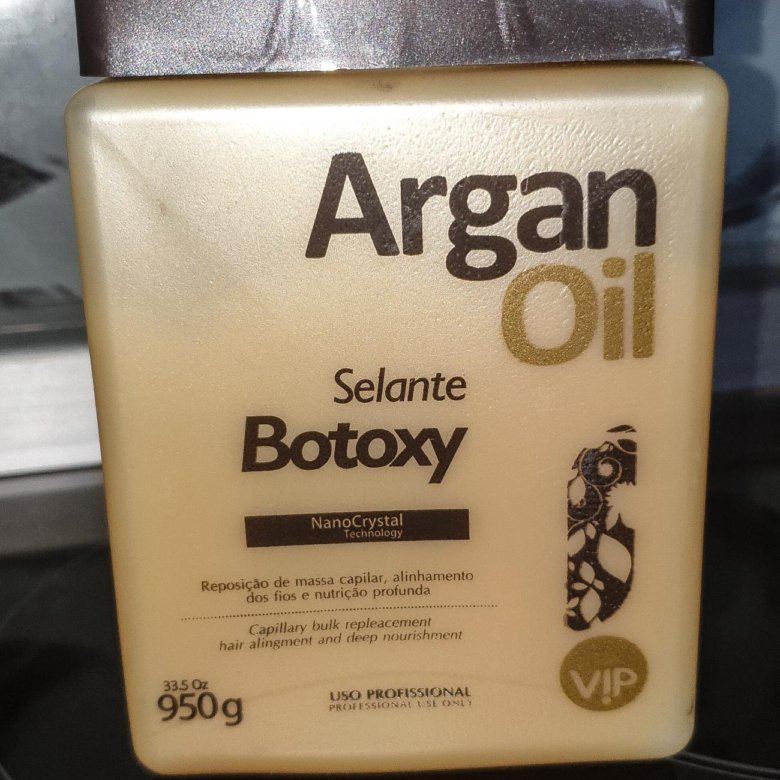 Argan
Oil
Selante
Botoxy
NanoCrystal
Technology
Reposição de massa capilar, alinhamento
dos fios e nutrição profunda
Capillary bulk repleacement
hair alingment and deep nourishment
33.5 Oz
950g
USO PROFISSIONAL
PROFESSIONAL USE ONLY
V!P